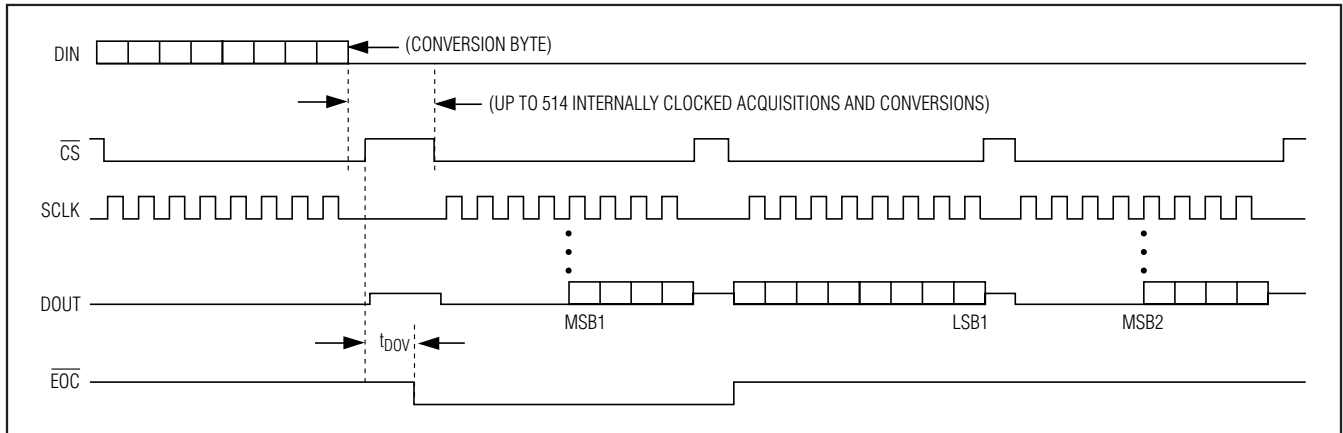 DIN
(CONVERSION BYTE)
(UP TO 514 INTERNALLY CLOCKED ACQUISITIONS AND CONVERSIONS)
CS
SCLK
DOUT
MSB1
LSB1
MSB2
tDOV
EOC